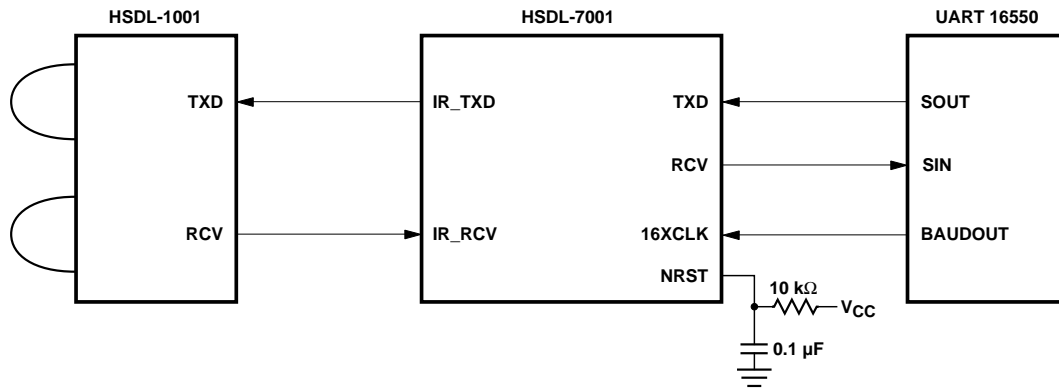 HSDL-1001
HSDL-7001
UART 16550
TXD
IR_TXD
TXD
SOUT
RCV
SIN
RCV
IR_RCV
16XCLK
BAUDOUT
NRST
10 kΩ
VCC
0.1 µF